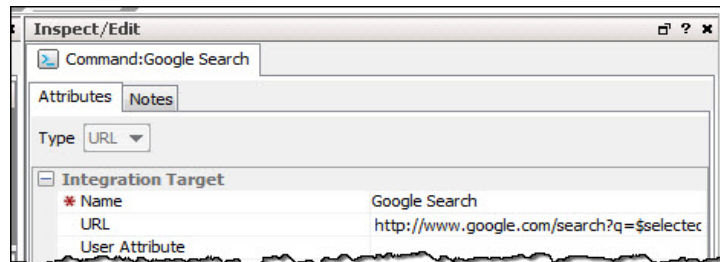 Inspect/Edit
Command:Google Search
Attributes Notes
Type URL
Integration Target
Name Google Search
URL http://www.google.com/search?q=$selectec
User Attribute